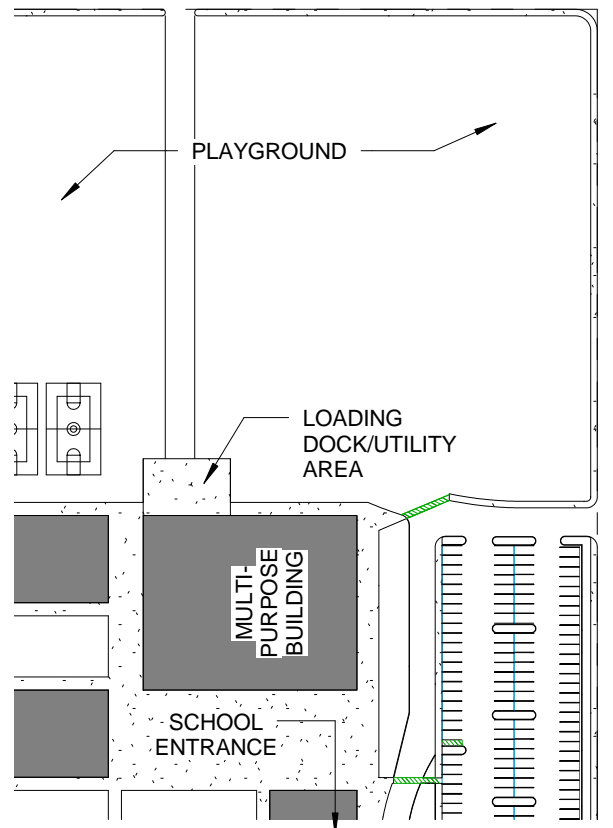 PLAYGROUND
LOADING
DOCK/UTILITY
AREA
MULTI-
PURPOSE
BUILDING
SCHOOL
ENTRANCE